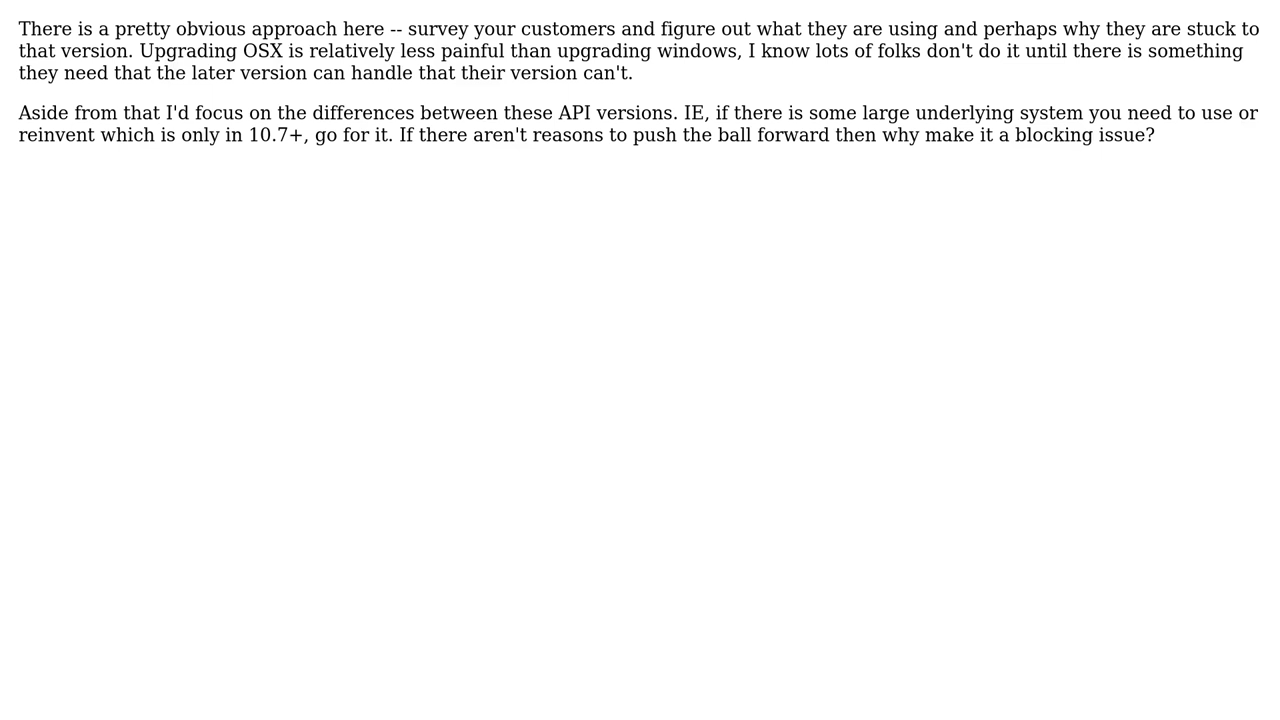 There is a pretty obvious approach here -- survey your customers and figure out what they are using and perhaps why they are stuck to
that version. Upgrading OSX is relatively less painful than upgrading windows, I know lots of folks don't do it until there is something
they need that the later version can handle that their version can't.
Aside from that I'd focus on the differences between these API versions. IE, if there is some large underlying system you need to use or
reinvent which is only in 10.7+, go for it. If there aren't reasons to push the ball forward then why make it a blocking issue?